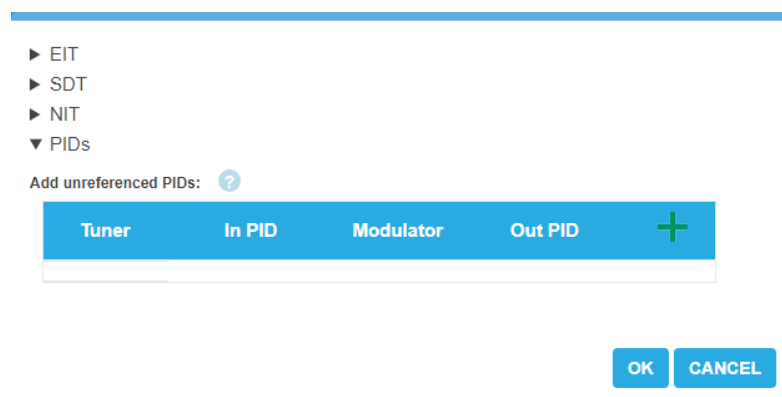 EIT
SDT
NIT
PIDs
Add unreferenced PIDs: ?
Tuner In PID Modulator Out PID
OK CANCEL